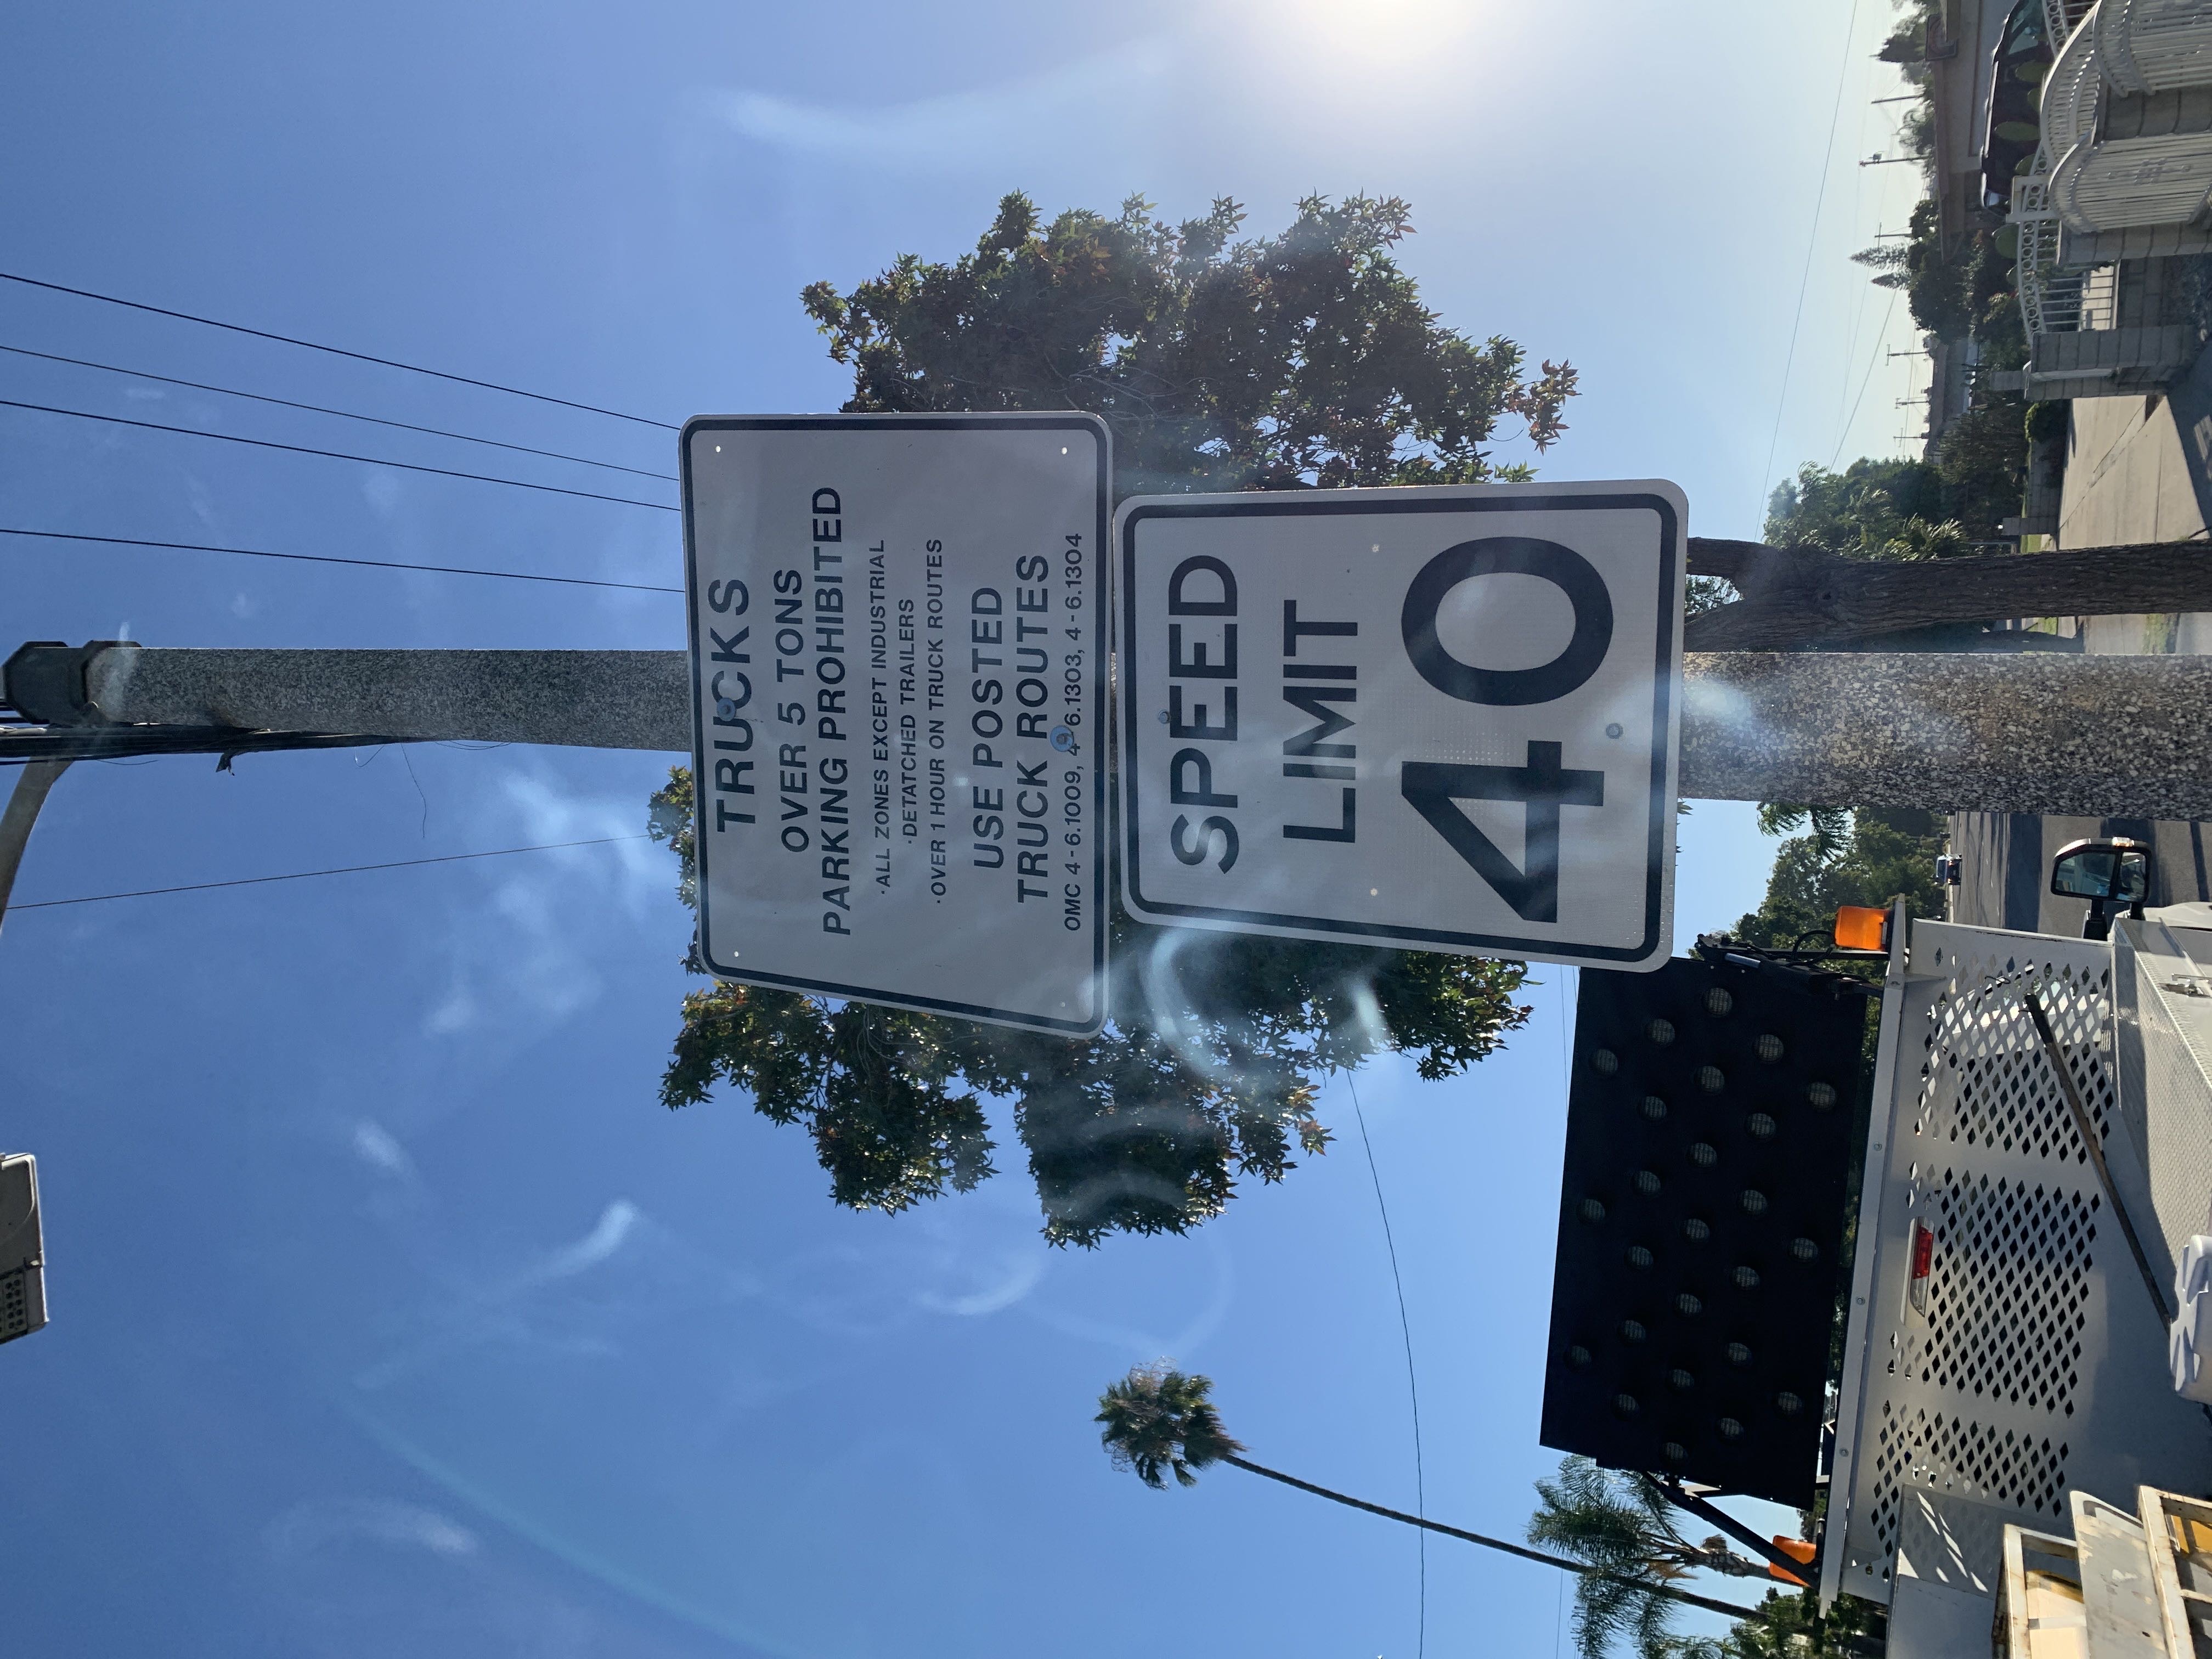 TRUCKS
OVER 5 TONS
PARKING PROHIBITED
·ALL ZONES EXCEPT INDUSTRIAL
·DETATCHED TRAILERS
·OVER 1 HOUR ON TRUCK ROUTES
USE POSTED
TRUCK ROUTES
OMC 4-6.1009, 4-6.1303, 4-6.1304
SPEED
LIMIT
40